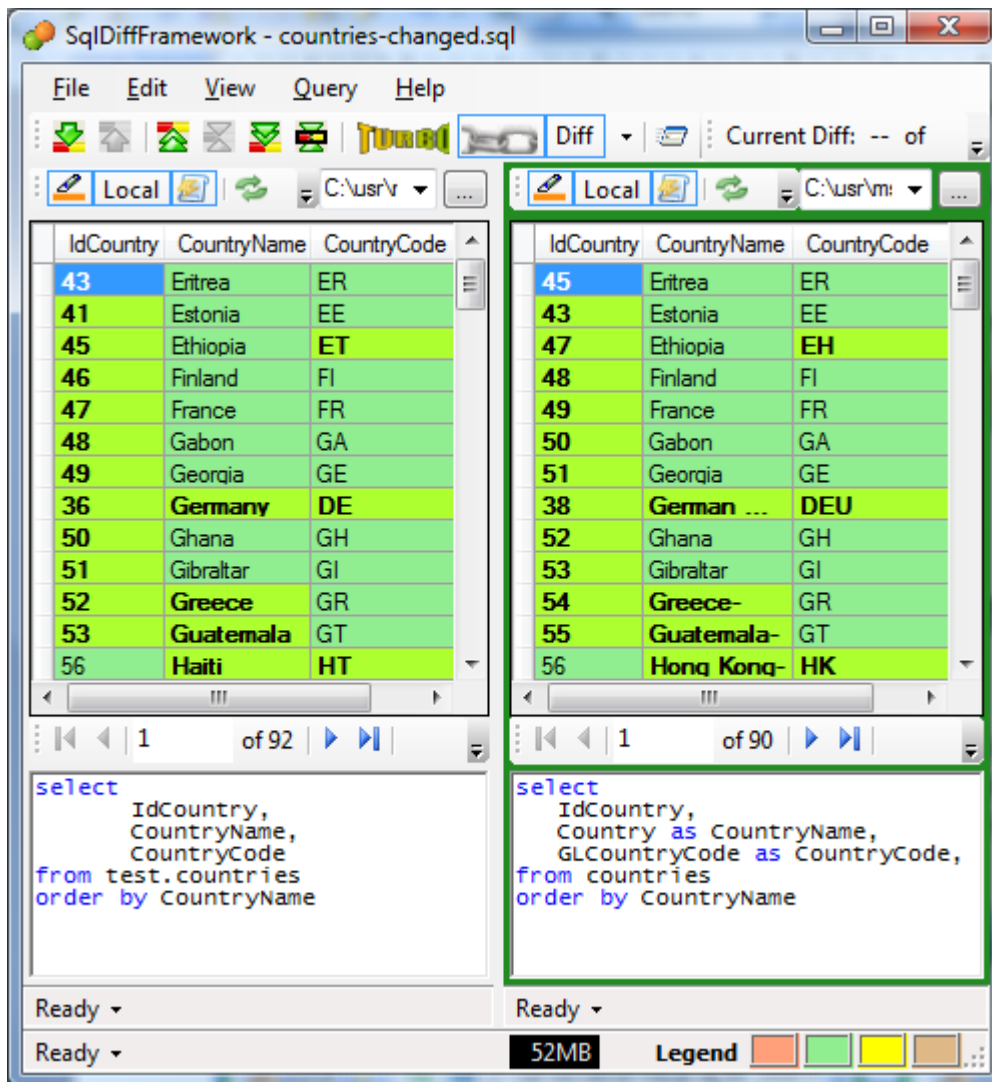 SqlDiffFramework - countries-changed.sql
File Edit View Query Help
TURBO Diff Current Diff: -- of
Local C:\usr\r ...
Local C:\usr\m: ...
IdCountry CountryName CountryCode
43 Eritrea ER
41 Estonia EE
45 Ethiopia ET
46 Finland FI
47 France FR
48 Gabon GA
49 Georgia GE
36 Germany DE
50 Ghana GH
51 Gibraltar GI
52 Greece GR
53 Guatemala GT
56 Haiti HT
IdCountry CountryName CountryCode
45 Eritrea ER
43 Estonia EE
47 Ethiopia EH
48 Finland FI
49 France FR
50 Gabon GA
51 Georgia GE
38 German ... DEU
52 Ghana GH
53 Gibraltar GI
54 Greece- GR
55 Guatemala- GT
56 Hong Kong- HK
1 of 92
1 of 90
select
IdCountry,
CountryName,
CountryCode
from test.countries
order by CountryName
select
IdCountry,
Country as CountryName,
GLCountryCode as CountryCode,
from countries
order by CountryName
Ready
Ready
Ready 52MB Legend